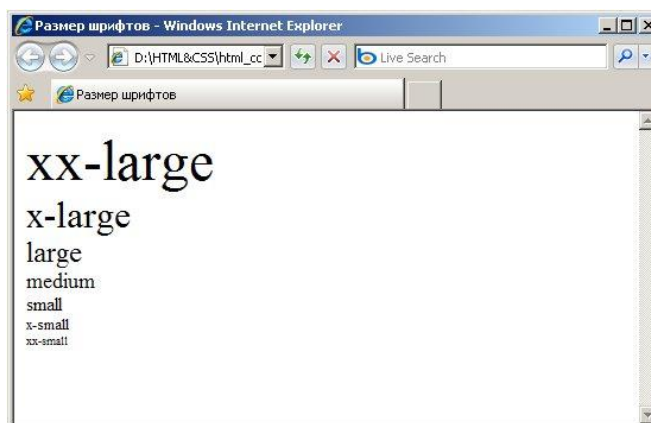 Размер шрифтов - Windows Internet Explorer
D:\HTML&CSS\html_cc
Live Search
Размер шрифтов
xx-large
x-large
large
medium
small
x-small
xx-small